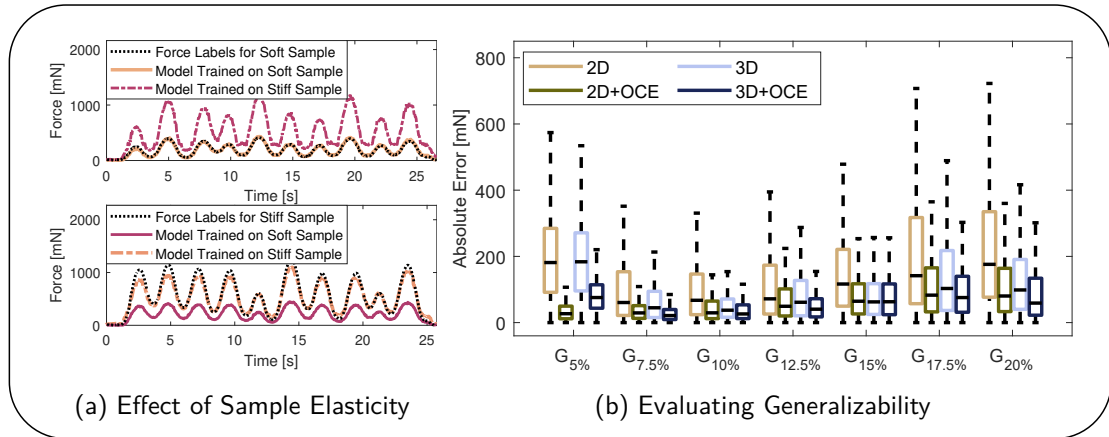 2000
1000
0
Force [mN]
Force Labels for Soft Sample
Model Trained on Soft Sample
Model Trained on Stiff Sample
0 5 10 15 20 25
Time [s]
2000
1000
0
Force [mN]
Force Labels for Stiff Sample
Model Trained on Soft Sample
Model Trained on Stiff Sample
0 5 10 15 20 25
Time [s]
(a) Effect of Sample Elasticity
800
600
400
200
0
Absolute Error [mN]
2D 3D
2D+OCE 3D+OCE
G5% G7.5% G10% G12.5% G15% G17.5% G20%
(b) Evaluating Generalizability